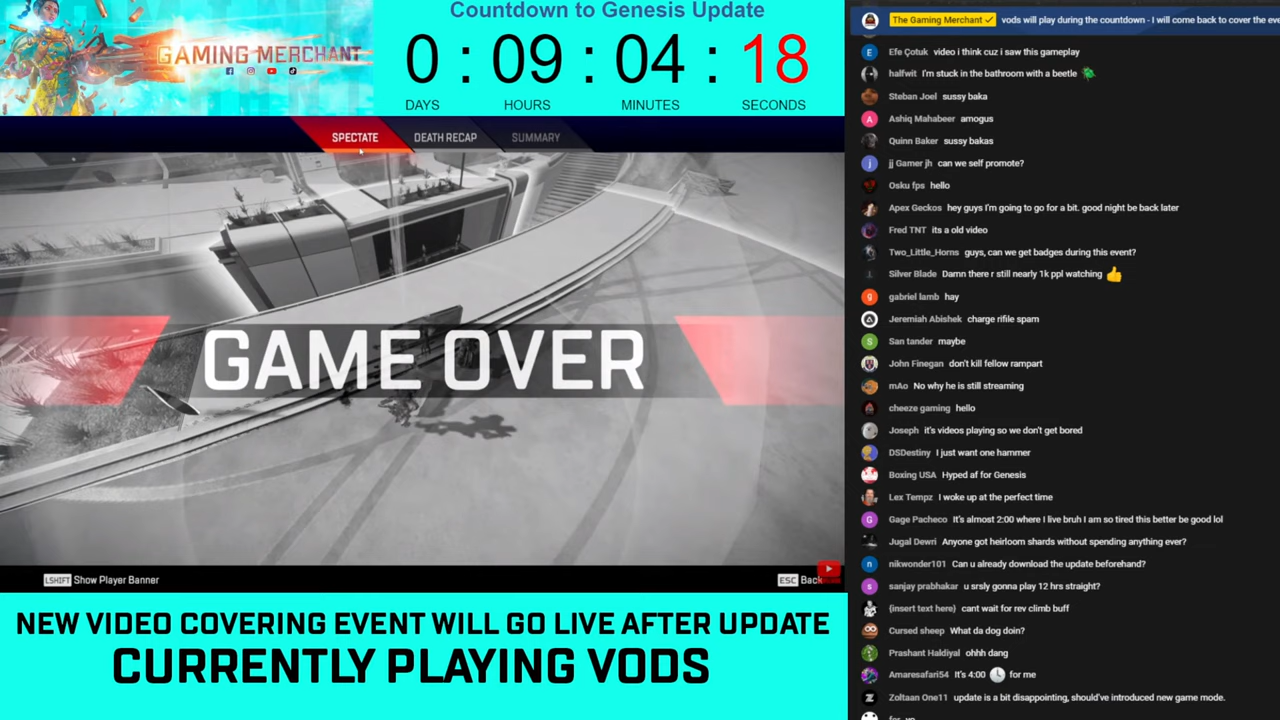 Countdown to Genesis Update
GAMING MERCHANT
0 : 09 : 04 : 18
DAYS HOURS MINUTES SECONDS
SPECTATE DEATH RECAP SUMMARY
GAME OVER
LSHIFT Show Player Banner
ESC Back
NEW VIDEO COVERING EVENT WILL GO LIVE AFTER UPDATE
CURRENTLY PLAYING VODS
The Gaming Merchant vods will play during the countdown - I will come back to cover the eve
Efe Çotuk video i think cuz i saw this gameplay
halfwit I'm stuck in the bathroom with a beetle
Steban Joel sussy baka
Ashiq Mahabeer amogus
Quinn Baker sussy bakas
jj Gamer jh can we self promote?
Osku fps hello
Apex Geckos hey guys I'm going to go for a bit. good night be back later
Fred TNT its a old video
Two_Little_Horns guys, can we get badges during this event?
Silver Blade Damn there r still nearly 1k ppl watching
gabriel lamb hay
Jeremiah Abishek charge rifile spam
San tander maybe
John Finegan don't kill fellow rampart
mAo No why he is still streaming
cheeze gaming hello
Joseph it's videos playing so we don't get bored
DSDestiny I just want one hammer
Boxing USA Hyped af for Genesis
Lex Tempz I woke up at the perfect time
Gage Pacheco It's almost 2:00 where I live bruh I am so tired this better be good lol
Jugal Dewri Anyone got heirloom shards without spending anything ever?
nikwonder101 Can u already download the update beforehand?
sanjay prabhakar u srsly gonna play 12 hrs straight?
{insert text here} cant wait for rev climb buff
Cursed sheep What da dog doin?
Prashant Haldiyal ohhh dang
Amaresafari54 It's 4:00 for me
Zoltaan One11 update is a bit disappointing, should've introduced new game mode.